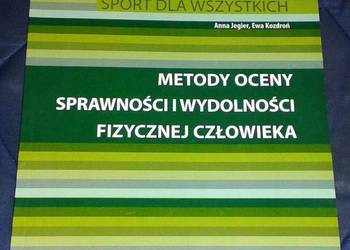 SPORT DLA WSZYSTKICH
Anna Jegier, Ewa Kozdroń
METODY OCENY
SPRAWNOŚCI I WYDOLNOŚCI
FIZYCZNEJ CZŁOWIEKA